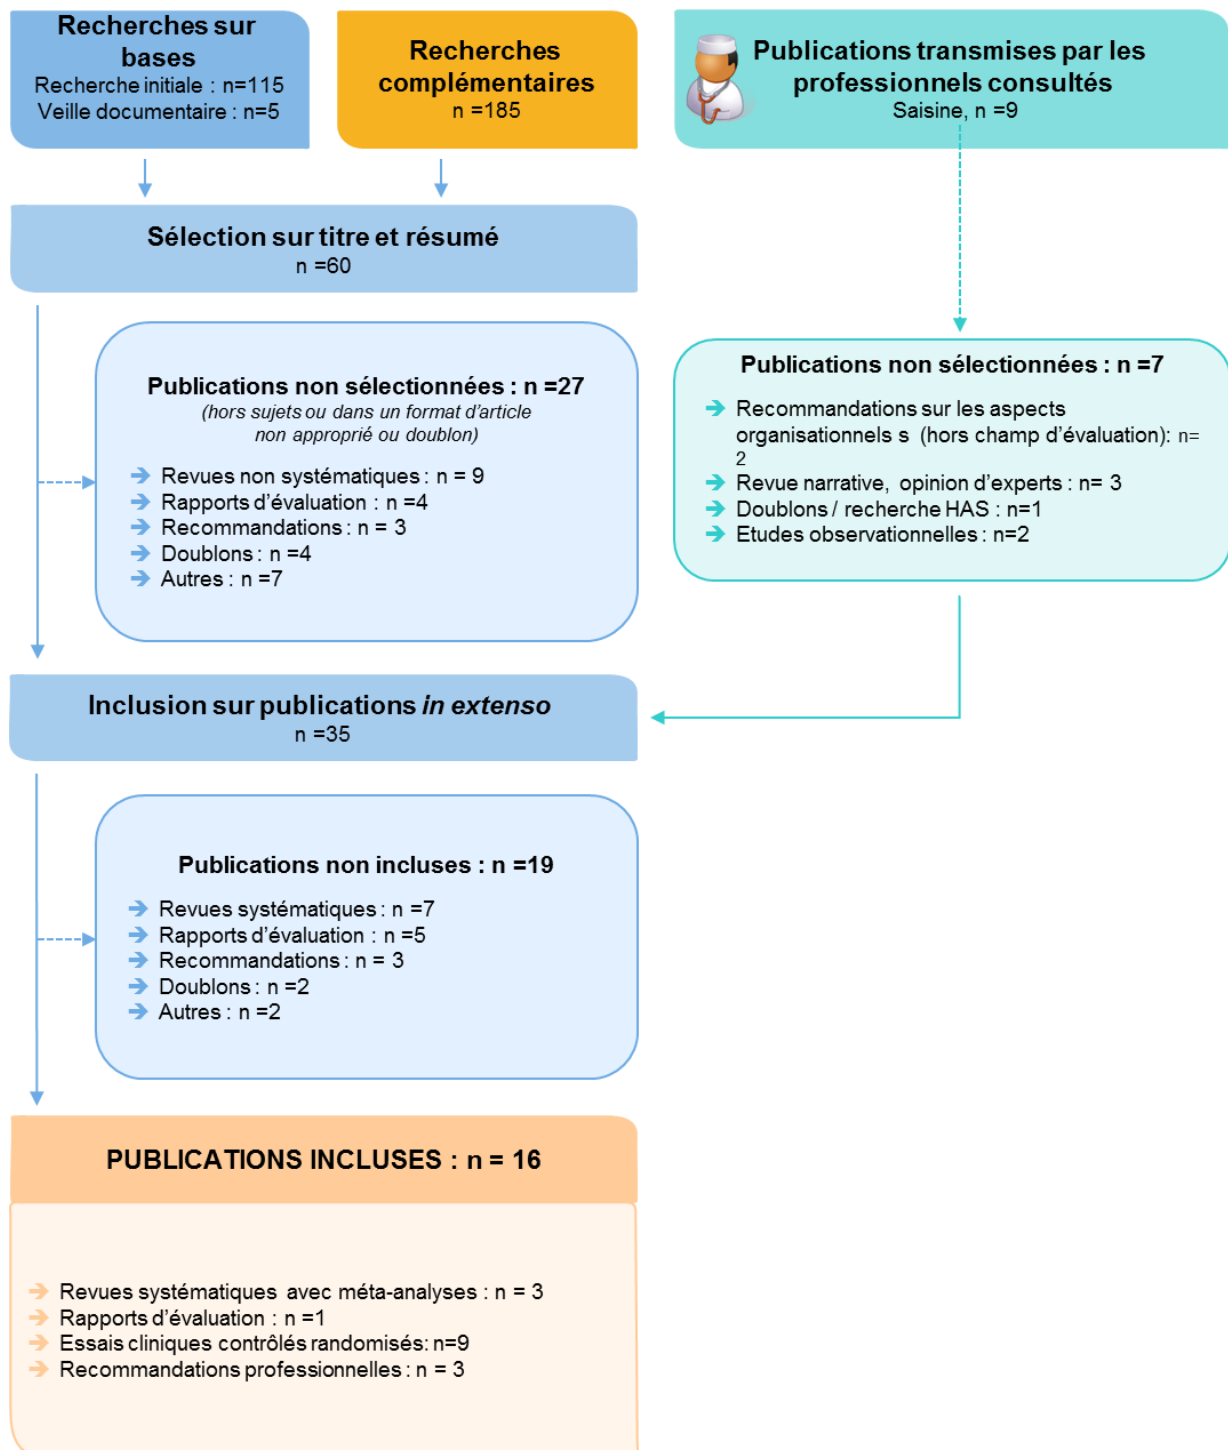 Recherches sur
bases
Recherche initiale : n=115
Veille documentaire : n=5
Recherches
complémentaires
n =185
Publications transmises par les
professionnels consultés
Saisine, n =9
Sélection sur titre et résumé
n =60
Publications non sélectionnées : n =27
(hors sujets ou dans un format d'article
non approprié ou doublon)
Revues non systématiques : n = 9
Rapports d'évaluation : n =4
Recommandations : n = 3
Doublons : n =4
Autres : n =7
Publications non sélectionnées : n =7
Recommandations sur les aspects
organisationnels s (hors champ d'évaluation): n=
2
Revue narrative, opinion d'experts : n= 3
Doublons / recherche HAS : n=1
Etudes observationnelles : n=2
Inclusion sur publications in extenso
n =35
Publications non incluses : n =19
Revues systématiques : n =7
Rapports d'évaluation : n =5
Recommandations : n = 3
Doublons : n =2
Autres : n =2
PUBLICATIONS INCLUSES : n = 16
Revues systématiques avec méta-analyses : n = 3
Rapports d'évaluation : n =1
Essais cliniques contrôlés randomisés: n=9
Recommandations professionnelles : n = 3